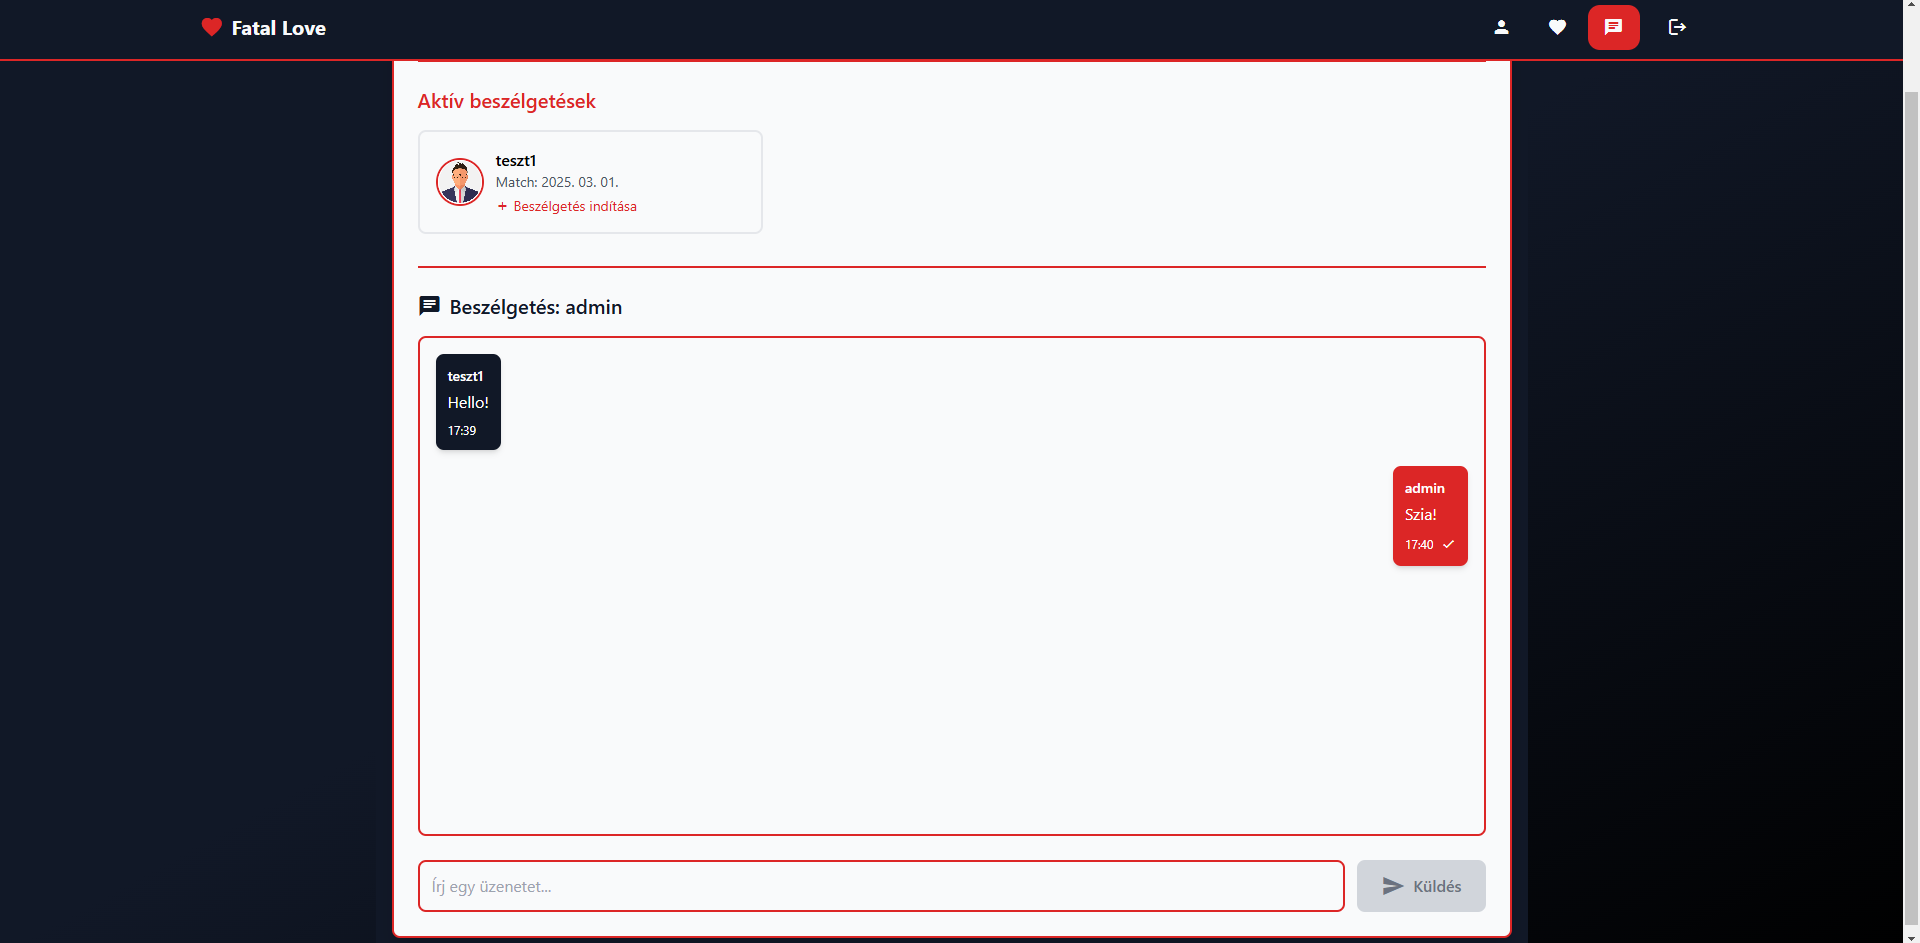 Fatal Love
Aktív beszélgetések
teszt1
Match: 2025. 03. 01.
+ Beszélgetés indítása
Beszélgetés: admin
teszt1
Hello!
17:39
admin
Szia!
17:40
Írj egy üzenetet...
Küldés